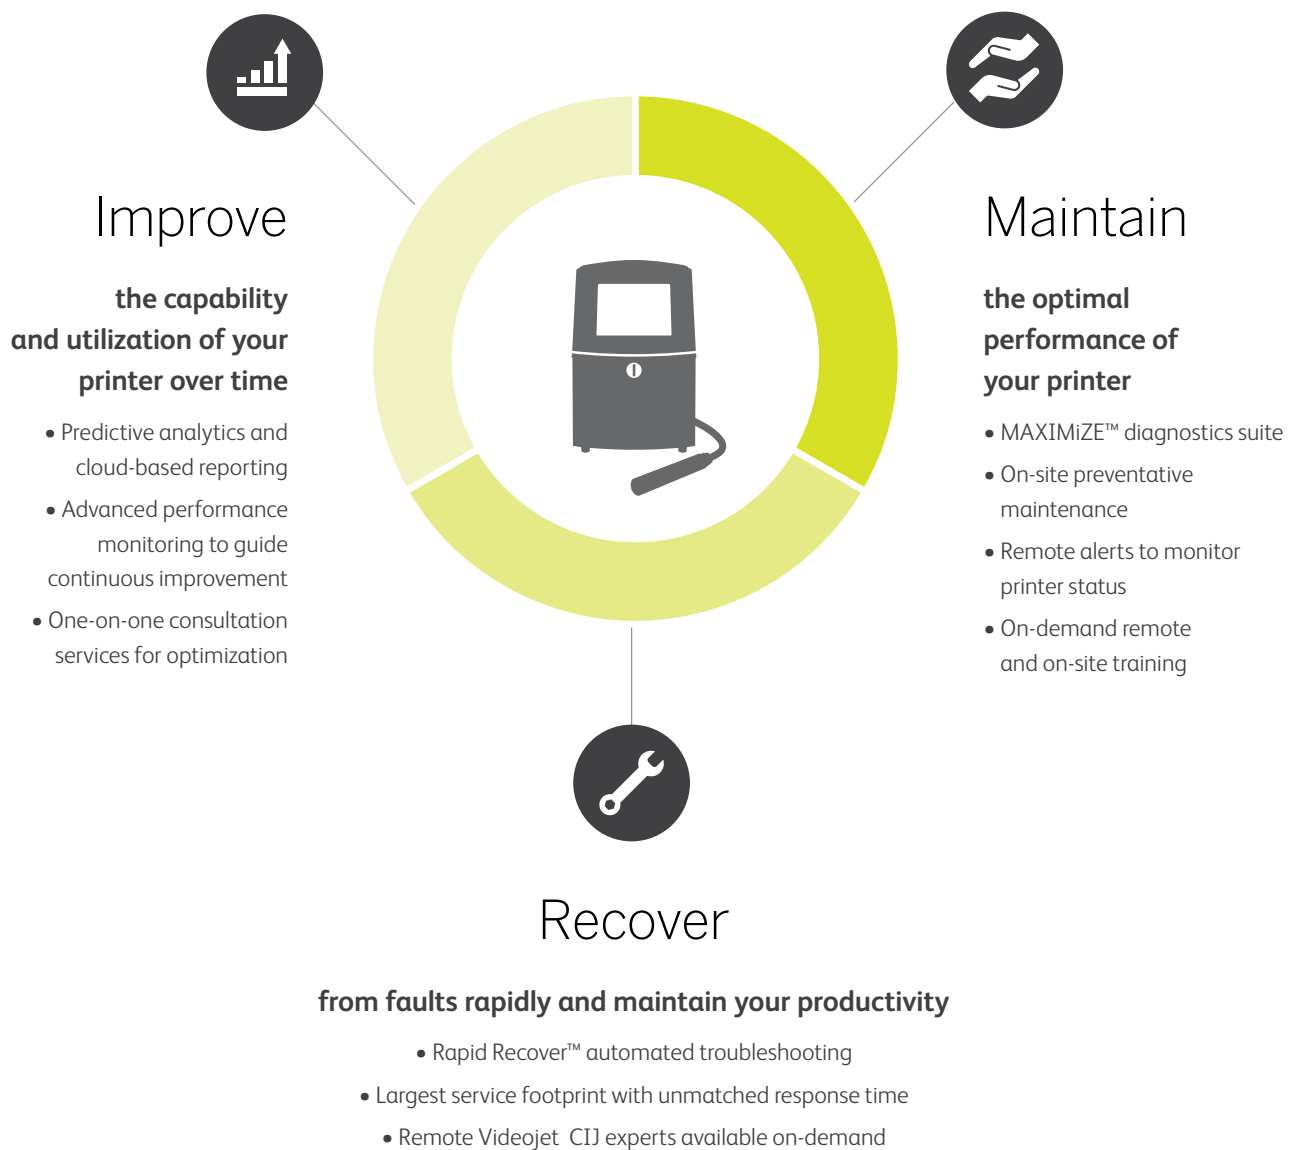 Improve
the capability
and utilization of your
printer over time
• Predictive analytics and
cloud-based reporting
• Advanced performance
monitoring to guide
continuous improvement
• One-on-one consultation
services for optimization
Maintain
the optimal
performance of
your printer
• MAXIMiZE™ diagnostics suite
• On-site preventative
maintenance
• Remote alerts to monitor
printer status
• On-demand remote
and on-site training
Recover
from faults rapidly and maintain your productivity
• Rapid Recover™ automated troubleshooting
• Largest service footprint with unmatched response time
• Remote Videojet CIJ experts available on-demand